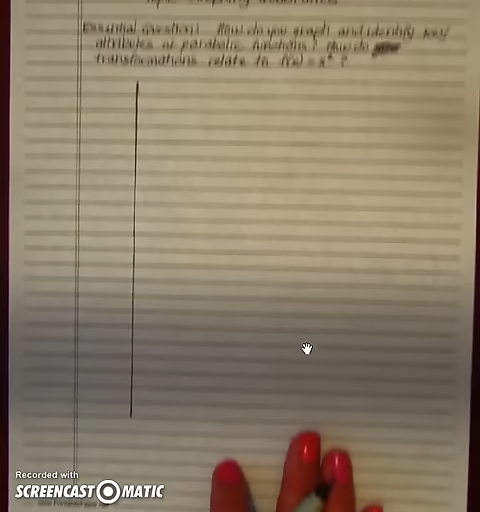 Essential question: How do you graph and identify key
attributes of parabolic functions? How do
transformations relate to f(x) = x² ?
Recorded with
SCREENCAST-O-MATIC